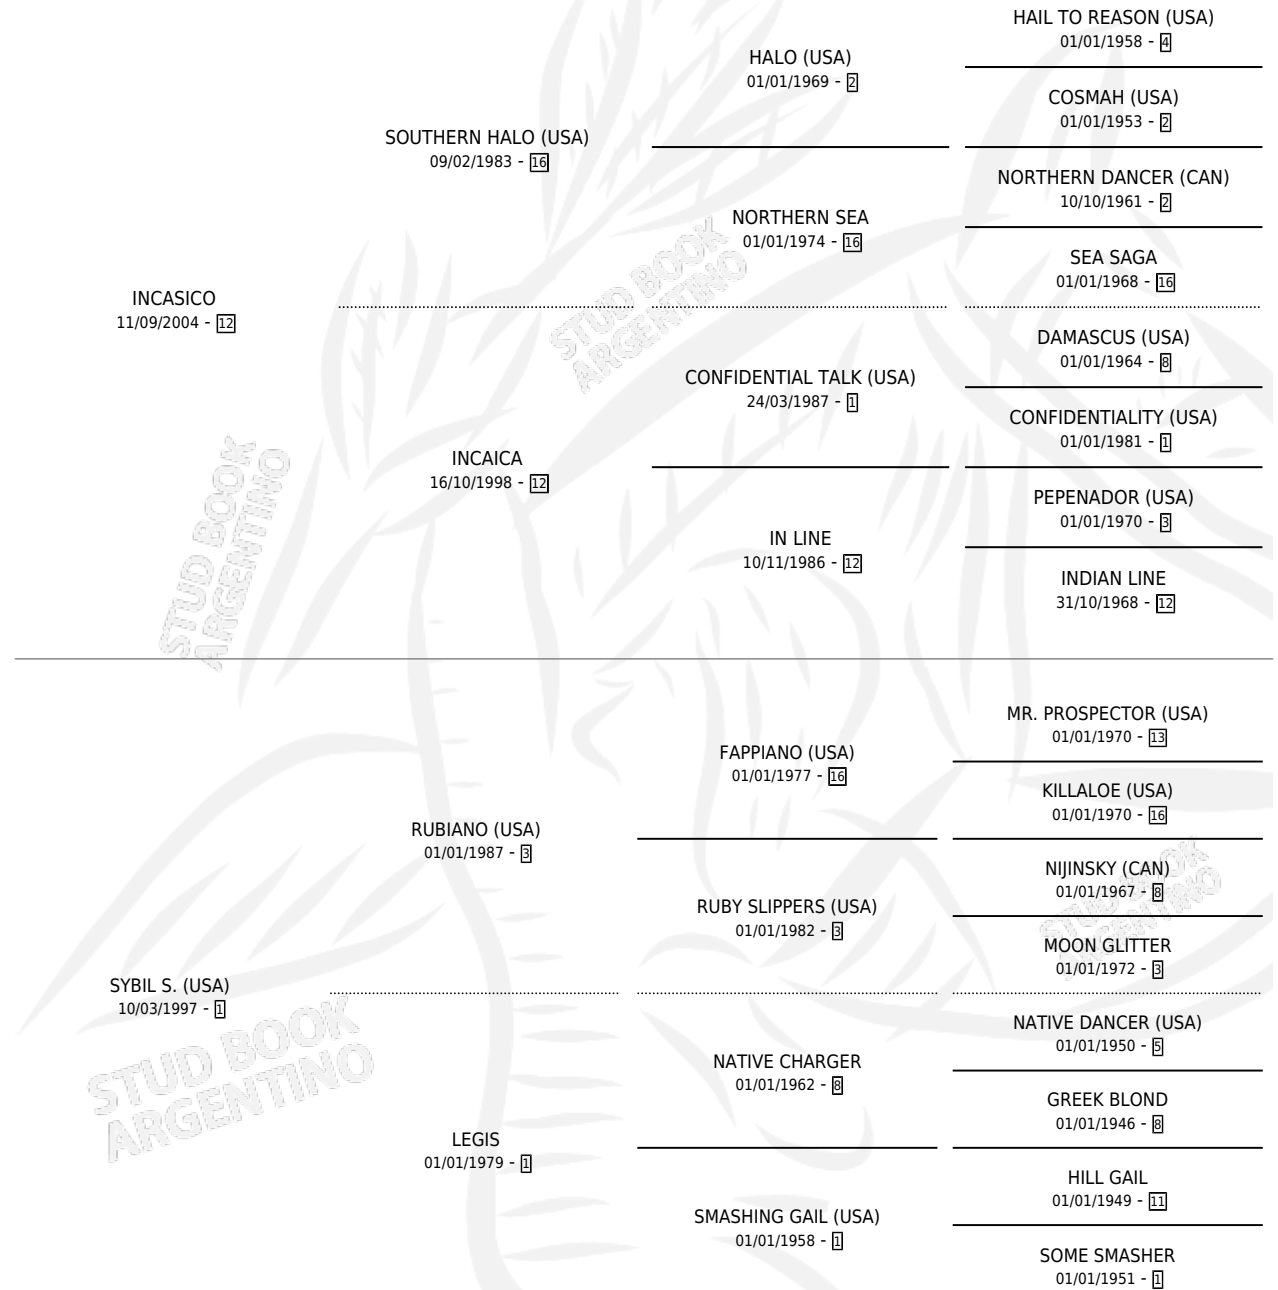 HAIL TO REASON (USA)
01/01/1958 - 4
HALO (USA)
01/01/1969 - 2
COSMAH (USA)
01/01/1953 - 2
SOUTHERN HALO (USA)
09/02/1983 - 16
NORTHERN DANCER (CAN)
10/10/1961 - 2
NORTHERN SEA
01/01/1974 - 16
SEA SAGA
01/01/1968 - 16
STUD BOOK
ARGENTINO
INCASICO
11/09/2004 - 12
DAMASCUS (USA)
01/01/1964 - 8
CONFIDENTIAL TALK (USA)
24/03/1987 - 1
CONFIDENTIALITY (USA)
01/01/1981 - 1
INCAICA
16/10/1998 - 12
PEPENADOR (USA)
01/01/1970 - 3
IN LINE
10/11/1986 - 12
INDIAN LINE
31/10/1968 - 12
STUD BOOK
ARGENTINO
MR. PROSPECTOR (USA)
01/01/1970 - 13
FAPPIANO (USA)
01/01/1977 - 16
KILLALOE (USA)
01/01/1970 - 16
RUBIANO (USA)
01/01/1987 - 3
NIJINSKY (CAN)
01/01/1967 - 8
RUBY SLIPPERS (USA)
01/01/1982 - 3
MOON GLITTER
01/01/1972 - 3
STUD BOOK
ARGENTINO
SYBIL S. (USA)
10/03/1997 - 1
NATIVE DANCER (USA)
01/01/1950 - 5
NATIVE CHARGER
01/01/1962 - 8
GREEK BLOND
01/01/1946 - 8
STUD BOOK
ARGENTINO
LEGIS
01/01/1979 - 1
HILL GAIL
01/01/1949 - 11
SMASHING GAIL (USA)
01/01/1958 - 1
SOME SMASHER
01/01/1951 - 1